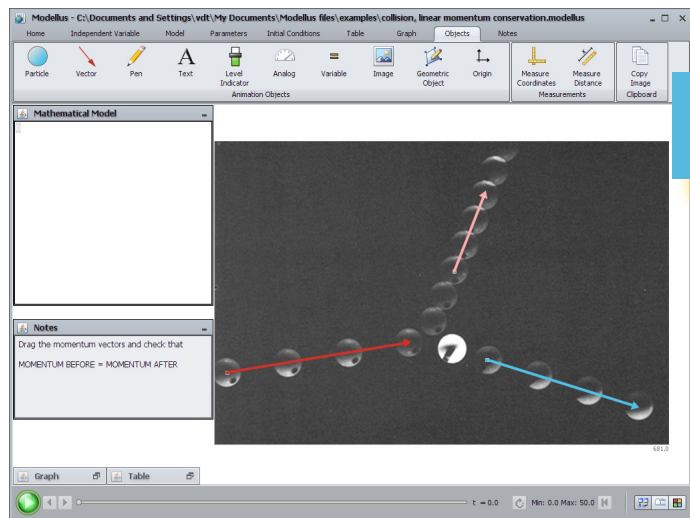 Modellus - C:\Documents and Settings\vdt\My Documents\Modellus files\examples\collision, linear momentum conservation.modellus
Home Independent Variable Model Parameters Initial Conditions Table Graph Objects Notes
Particle Vector Pen Text Level Indicator Analog Variable Image Geometric Object Origin Measure Coordinates Measure Distance Copy Image
Animation Objects Measurements Clipboard
Mathematical Model
Notes
Drag the momentum vectors and check that
MOMENTUM BEFORE = MOMENTUM AFTER
681.0
Graph Table
t = 0.0 Min: 0.0 Max: 50.0